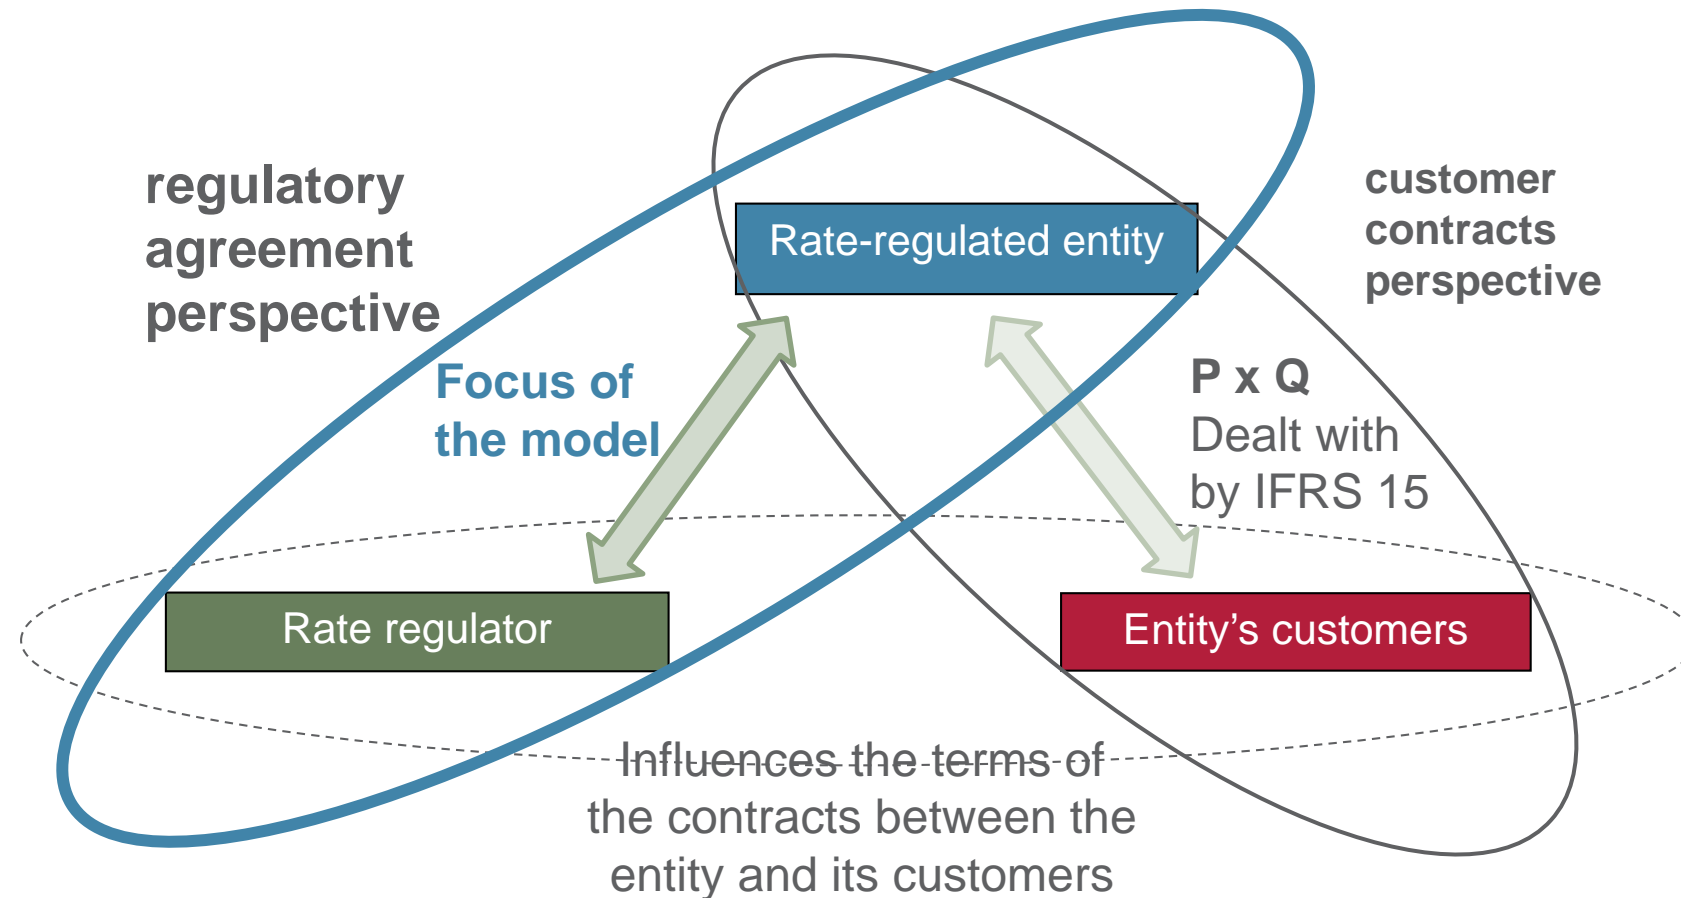 regulatory
agreement
perspective
customer
contracts
perspective
Rate-regulated entity
Focus of
the model
P x Q
Dealt with
by IFRS 15
Rate regulator
Entity's customers
Influences the terms of
the contracts between the
entity and its customers